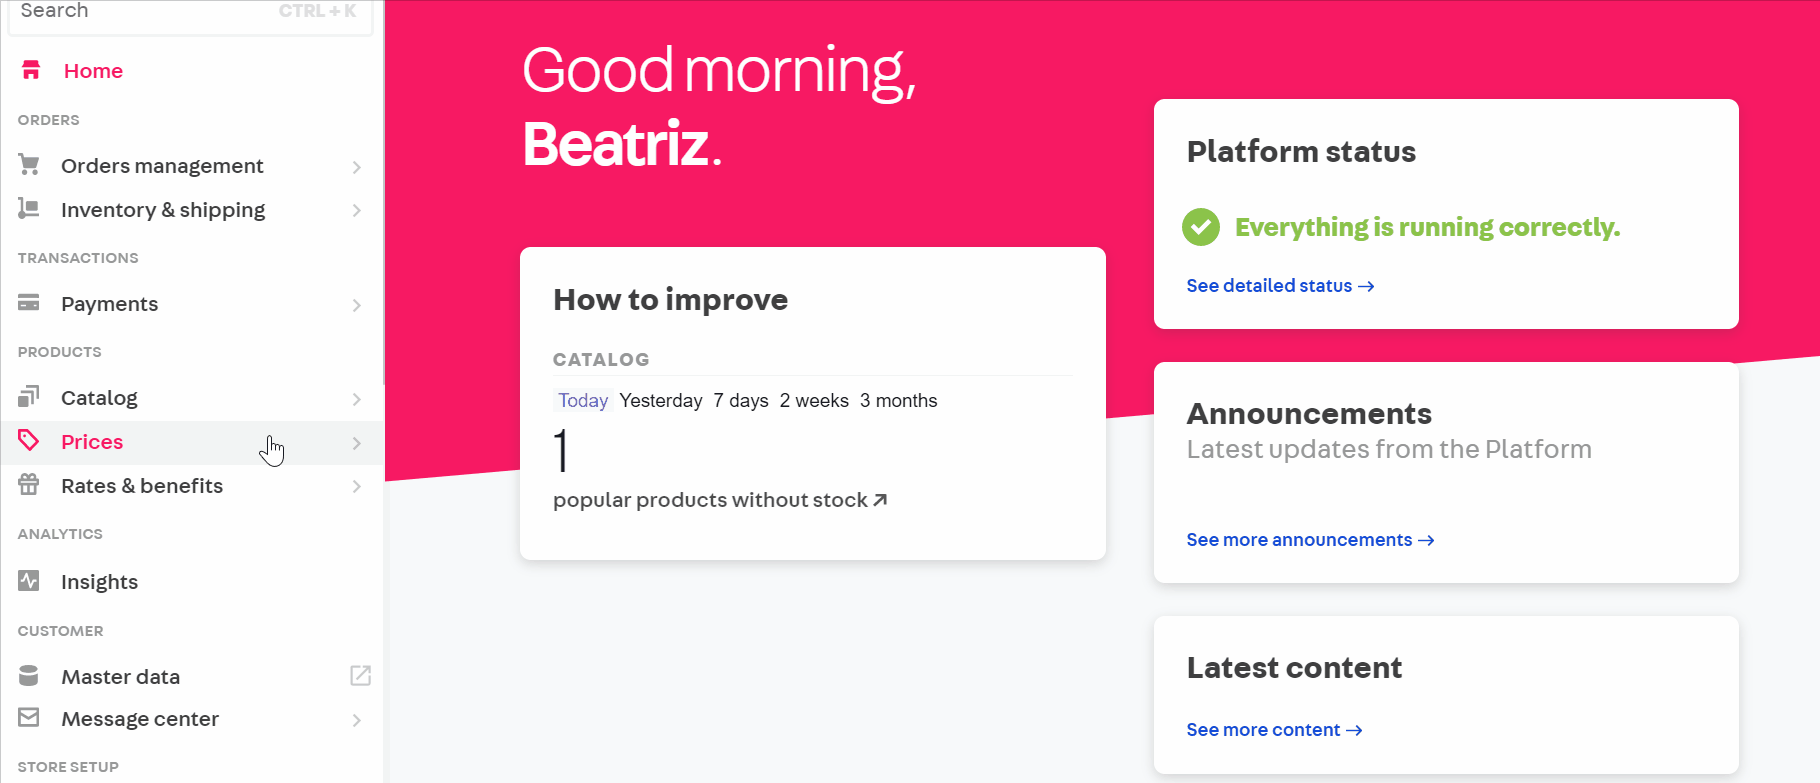 Search CTRL + K
Home
ORDERS
Orders management
Inventory & shipping
TRANSACTIONS
Payments
PRODUCTS
Catalog
Prices
Rates & benefits
ANALYTICS
Insights
CUSTOMER
Master data
Message center
STORE SETUP
Good morning,
Beatriz.
How to improve
CATALOG
Today Yesterday 7 days 2 weeks 3 months
1
popular products without stock
Platform status
Everything is running correctly.
See detailed status →
Announcements
Latest updates from the Platform
See more announcements →
Latest content
See more content →